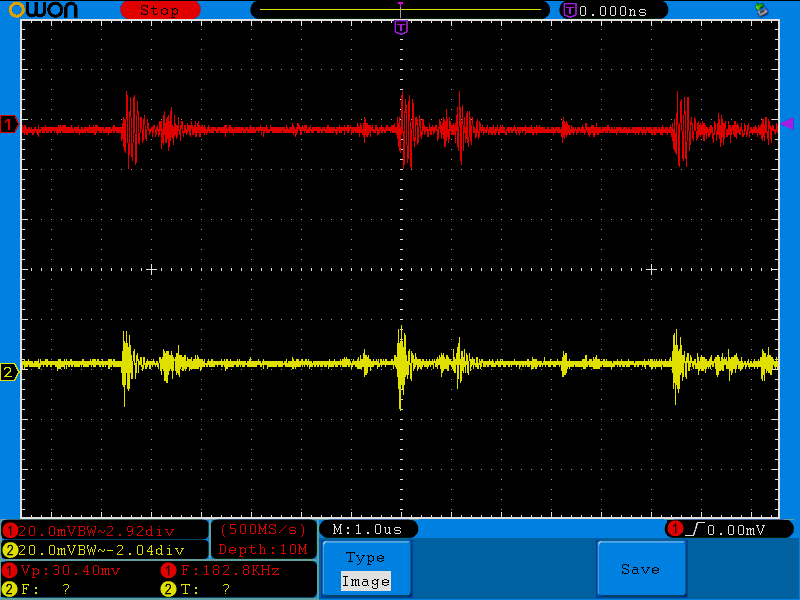 owon Stop T 0.000ns
T
1
2
1 20.0mVBW~2.92div (500MS/s) M:1.0us 1 0.00mV
2 20.0mVBW~-2.04div Depth:10M
1 Vp:30.40mv 1 F:182.8KHz
2 F: ? 2 T: ?
Type
Image
Save